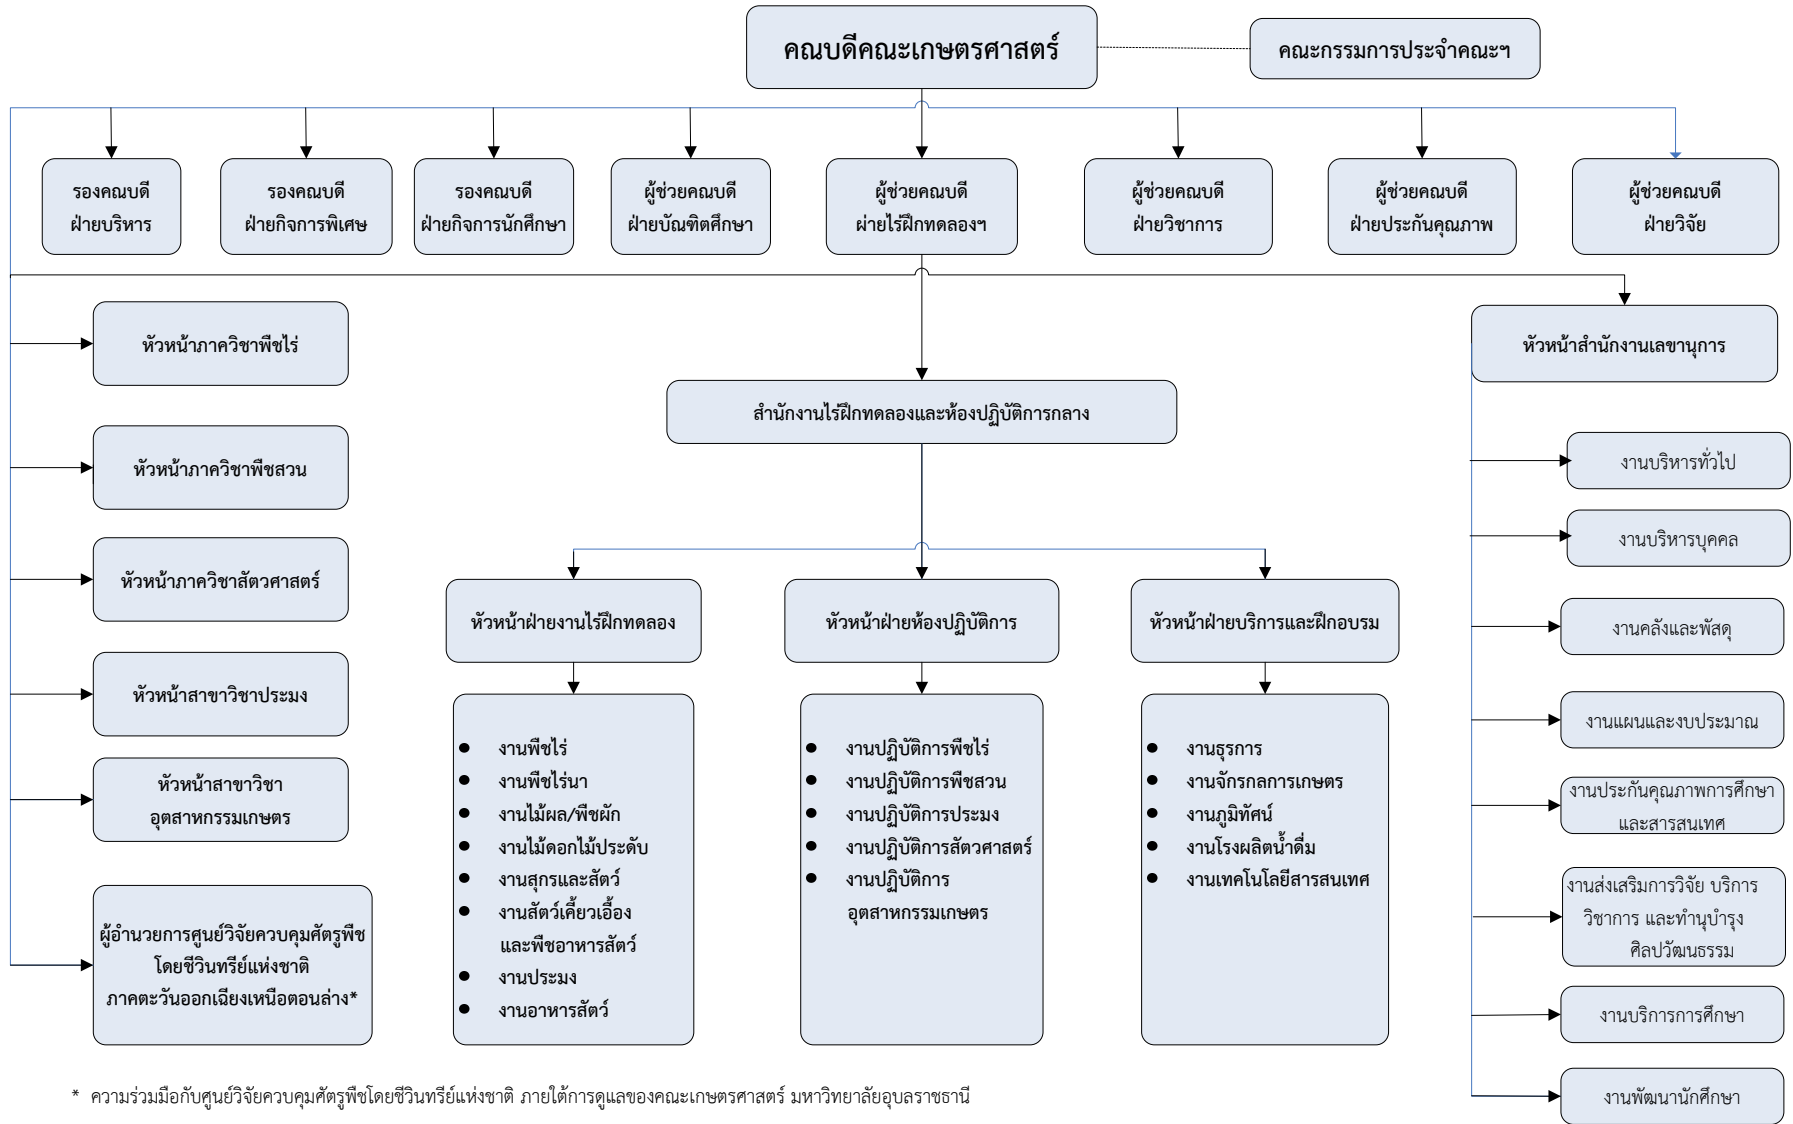 คณบดีคณะเกษตรศาสตร์
คณะกรรมการประจำคณะฯ
รองคณบดี
ฝ่ายบริหาร
รองคณบดี
ฝ่ายกิจการพิเศษ
รองคณบดี
ฝ่ายกิจการนักศึกษา
ผู้ช่วยคณบดี
ฝ่ายบัณฑิตศึกษา
ผู้ช่วยคณบดี
ผ่ายไร่ฝึกทดลองฯ
ผู้ช่วยคณบดี
ฝ่ายวิชาการ
ผู้ช่วยคณบดี
ฝ่ายประกันคุณภาพ
ผู้ช่วยคณบดี
ฝ่ายวิจัย
หัวหน้าภาควิชาพืชไร่
หัวหน้าภาควิชาพืชสวน
หัวหน้าภาควิชาสัตวศาสตร์
หัวหน้าสาขาวิชาประมง
หัวหน้าสาขาวิชา
อุตสาหกรรมเกษตร
ผู้อำนวยการศูนย์วิจัยควบคุมศัตรูพืช
โดยชีวินทรีย์แห่งชาติ
ภาคตะวันออกเฉียงเหนือตอนล่าง*
สำนักงานไร่ฝึกทดลองและห้องปฏิบัติการกลาง
หัวหน้าฝ่ายงานไร่ฝึกทดลอง
● งานพืชไร่
● งานพืชไร่นา
● งานไม้ผล/พืชผัก
● งานไม้ดอกไม้ประดับ
● งานสุกรและสัตว์
● งานสัตว์เคี้ยวเอื้อง
และพืชอาหารสัตว์
● งานประมง
● งานอาหารสัตว์
หัวหน้าฝ่ายห้องปฏิบัติการ
● งานปฏิบัติการพืชไร่
● งานปฏิบัติการพืชสวน
● งานปฏิบัติการประมง
● งานปฏิบัติการสัตวศาสตร์
● งานปฏิบัติการ
อุตสาหกรรมเกษตร
หัวหน้าฝ่ายบริการและฝึกอบรม
● งานธุรการ
● งานจักรกลการเกษตร
● งานภูมิทัศน์
● งานโรงผลิตน้ำดื่ม
● งานเทคโนโลยีสารสนเทศ
หัวหน้าสำนักงานเลขานุการ
งานบริหารทั่วไป
งานบริหารบุคคล
งานคลังและพัสดุ
งานแผนและงบประมาณ
งานประกันคุณภาพการศึกษา
และสารสนเทศ
งานส่งเสริมการวิจัย บริการ
วิชาการ และทำนุบำรุง
ศิลปวัฒนธรรม
งานบริการการศึกษา
งานพัฒนานักศึกษา
* ความร่วมมือกับศูนย์วิจัยควบคุมศัตรูพืชโดยชีวินทรีย์แห่งชาติ ภายใต้การดูแลของคณะเกษตรศาสตร์ มหาวิทยาลัยอุบลราชธานี